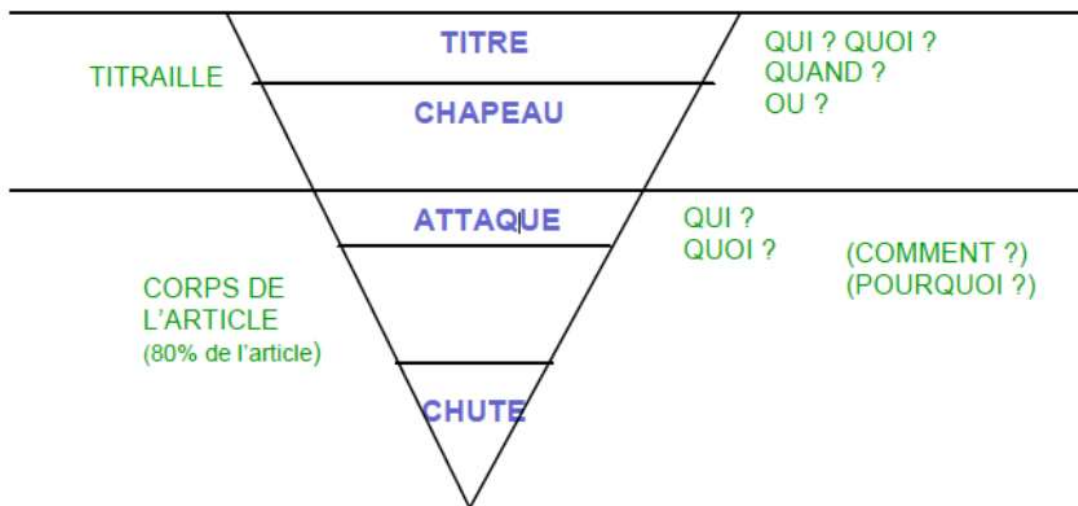 TITRE
QUI ? QUOI ?
TITRAILLE
QUAND ?
OU ?
CHAPEAU
ATTAQUE
QUI ?
QUOI ?
(COMMENT ?)
(POURQUOI ?)
CORPS DE
L'ARTICLE
(80% de l'article)
CHUTE